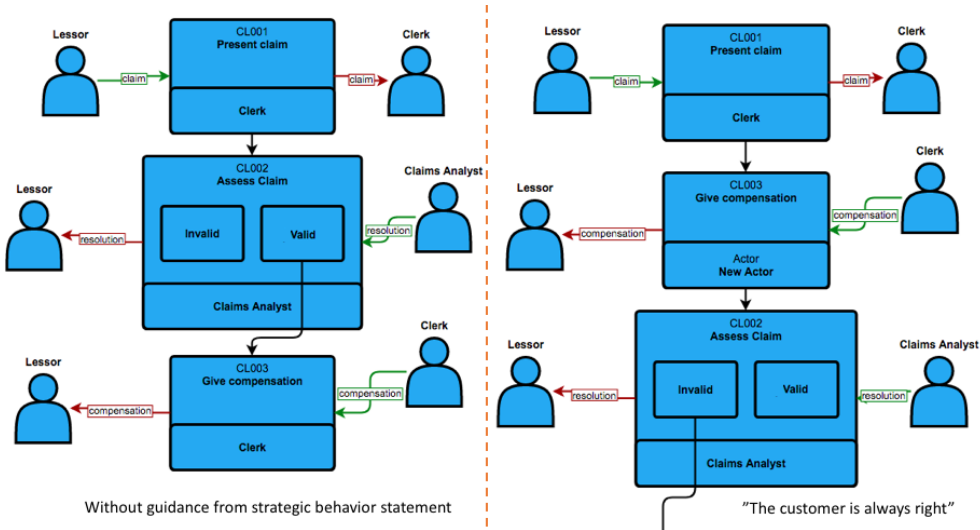 CL001
Present claim
Lessor
Clerk
claim
claim
Clerk
CL002
Assess Claim
Claims Analyst
Lessor
Invalid
Valid
resolution
resolution
Claims Analyst
Clerk
CL003
Give compensation
Lessor
compensation
compensation
Clerk
Without guidance from strategic behavior statement
CL001
Present claim
Lessor
Clerk
claim
claim
Clerk
Clerk
CL003
Give compensation
Lessor
compensation
compensation
Actor
New Actor
CL002
Assess Claim
Lessor
Claims Analyst
Invalid
Valid
resolution
resolution
Claims Analyst
”The customer is always right”